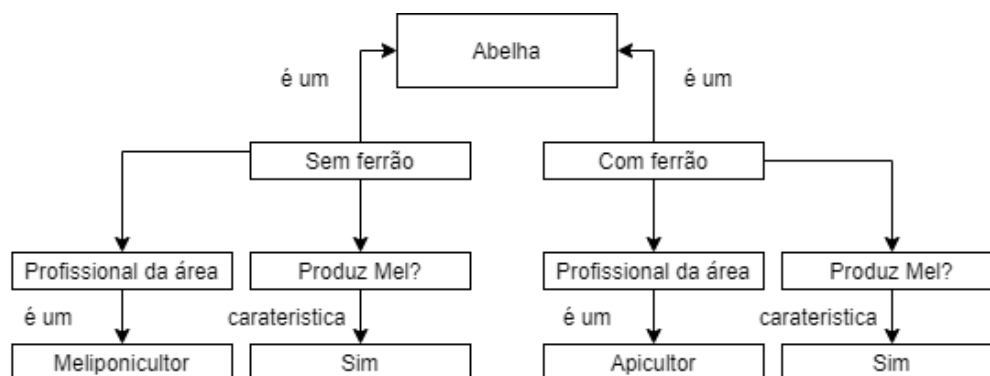 Abelha
é um
é um
Sem ferrão
Com ferrão
Profissional da área
Produz Mel?
Profissional da área
Produz Mel?
é um
carateristica
é um
carateristica
Meliponicultor
Sim
Apicultor
Sim